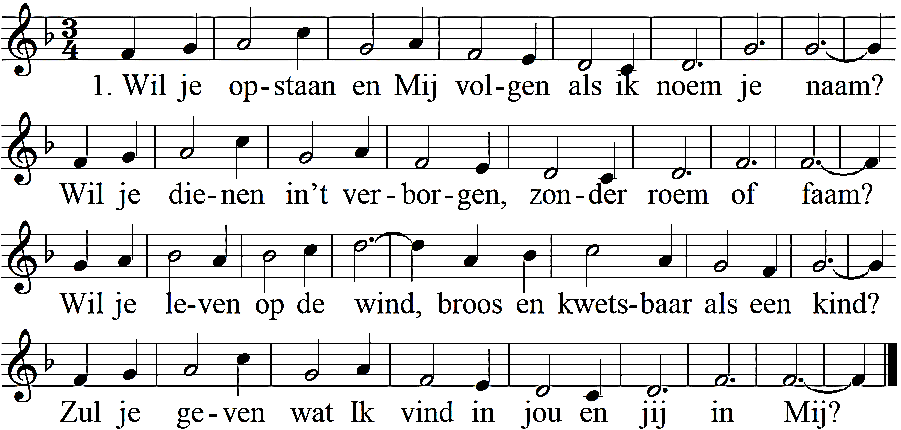 3
4
1. Wil je op-staan en Mij vol-gen als ik noem je naam?
Wil je die-nen in't ver-bor-gen, zon-der roem of faam?
Wil je le-ven op de wind, broos en kwets-baar als een kind?
Zul je ge-ven wat Ik vind in jou en jij in Mij?